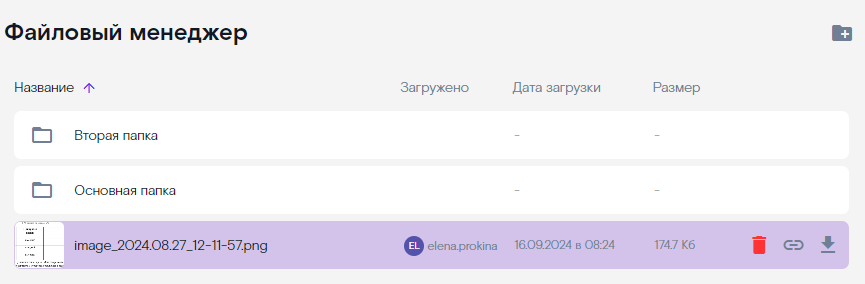 Файловый менеджер
Название Загружено Дата загрузки Размер
Вторая папка - -
Основная папка - -
image_2024.08.27_12-11-57.png EL elena.prokina 16.09.2024 в 08:24 174.7 Кб